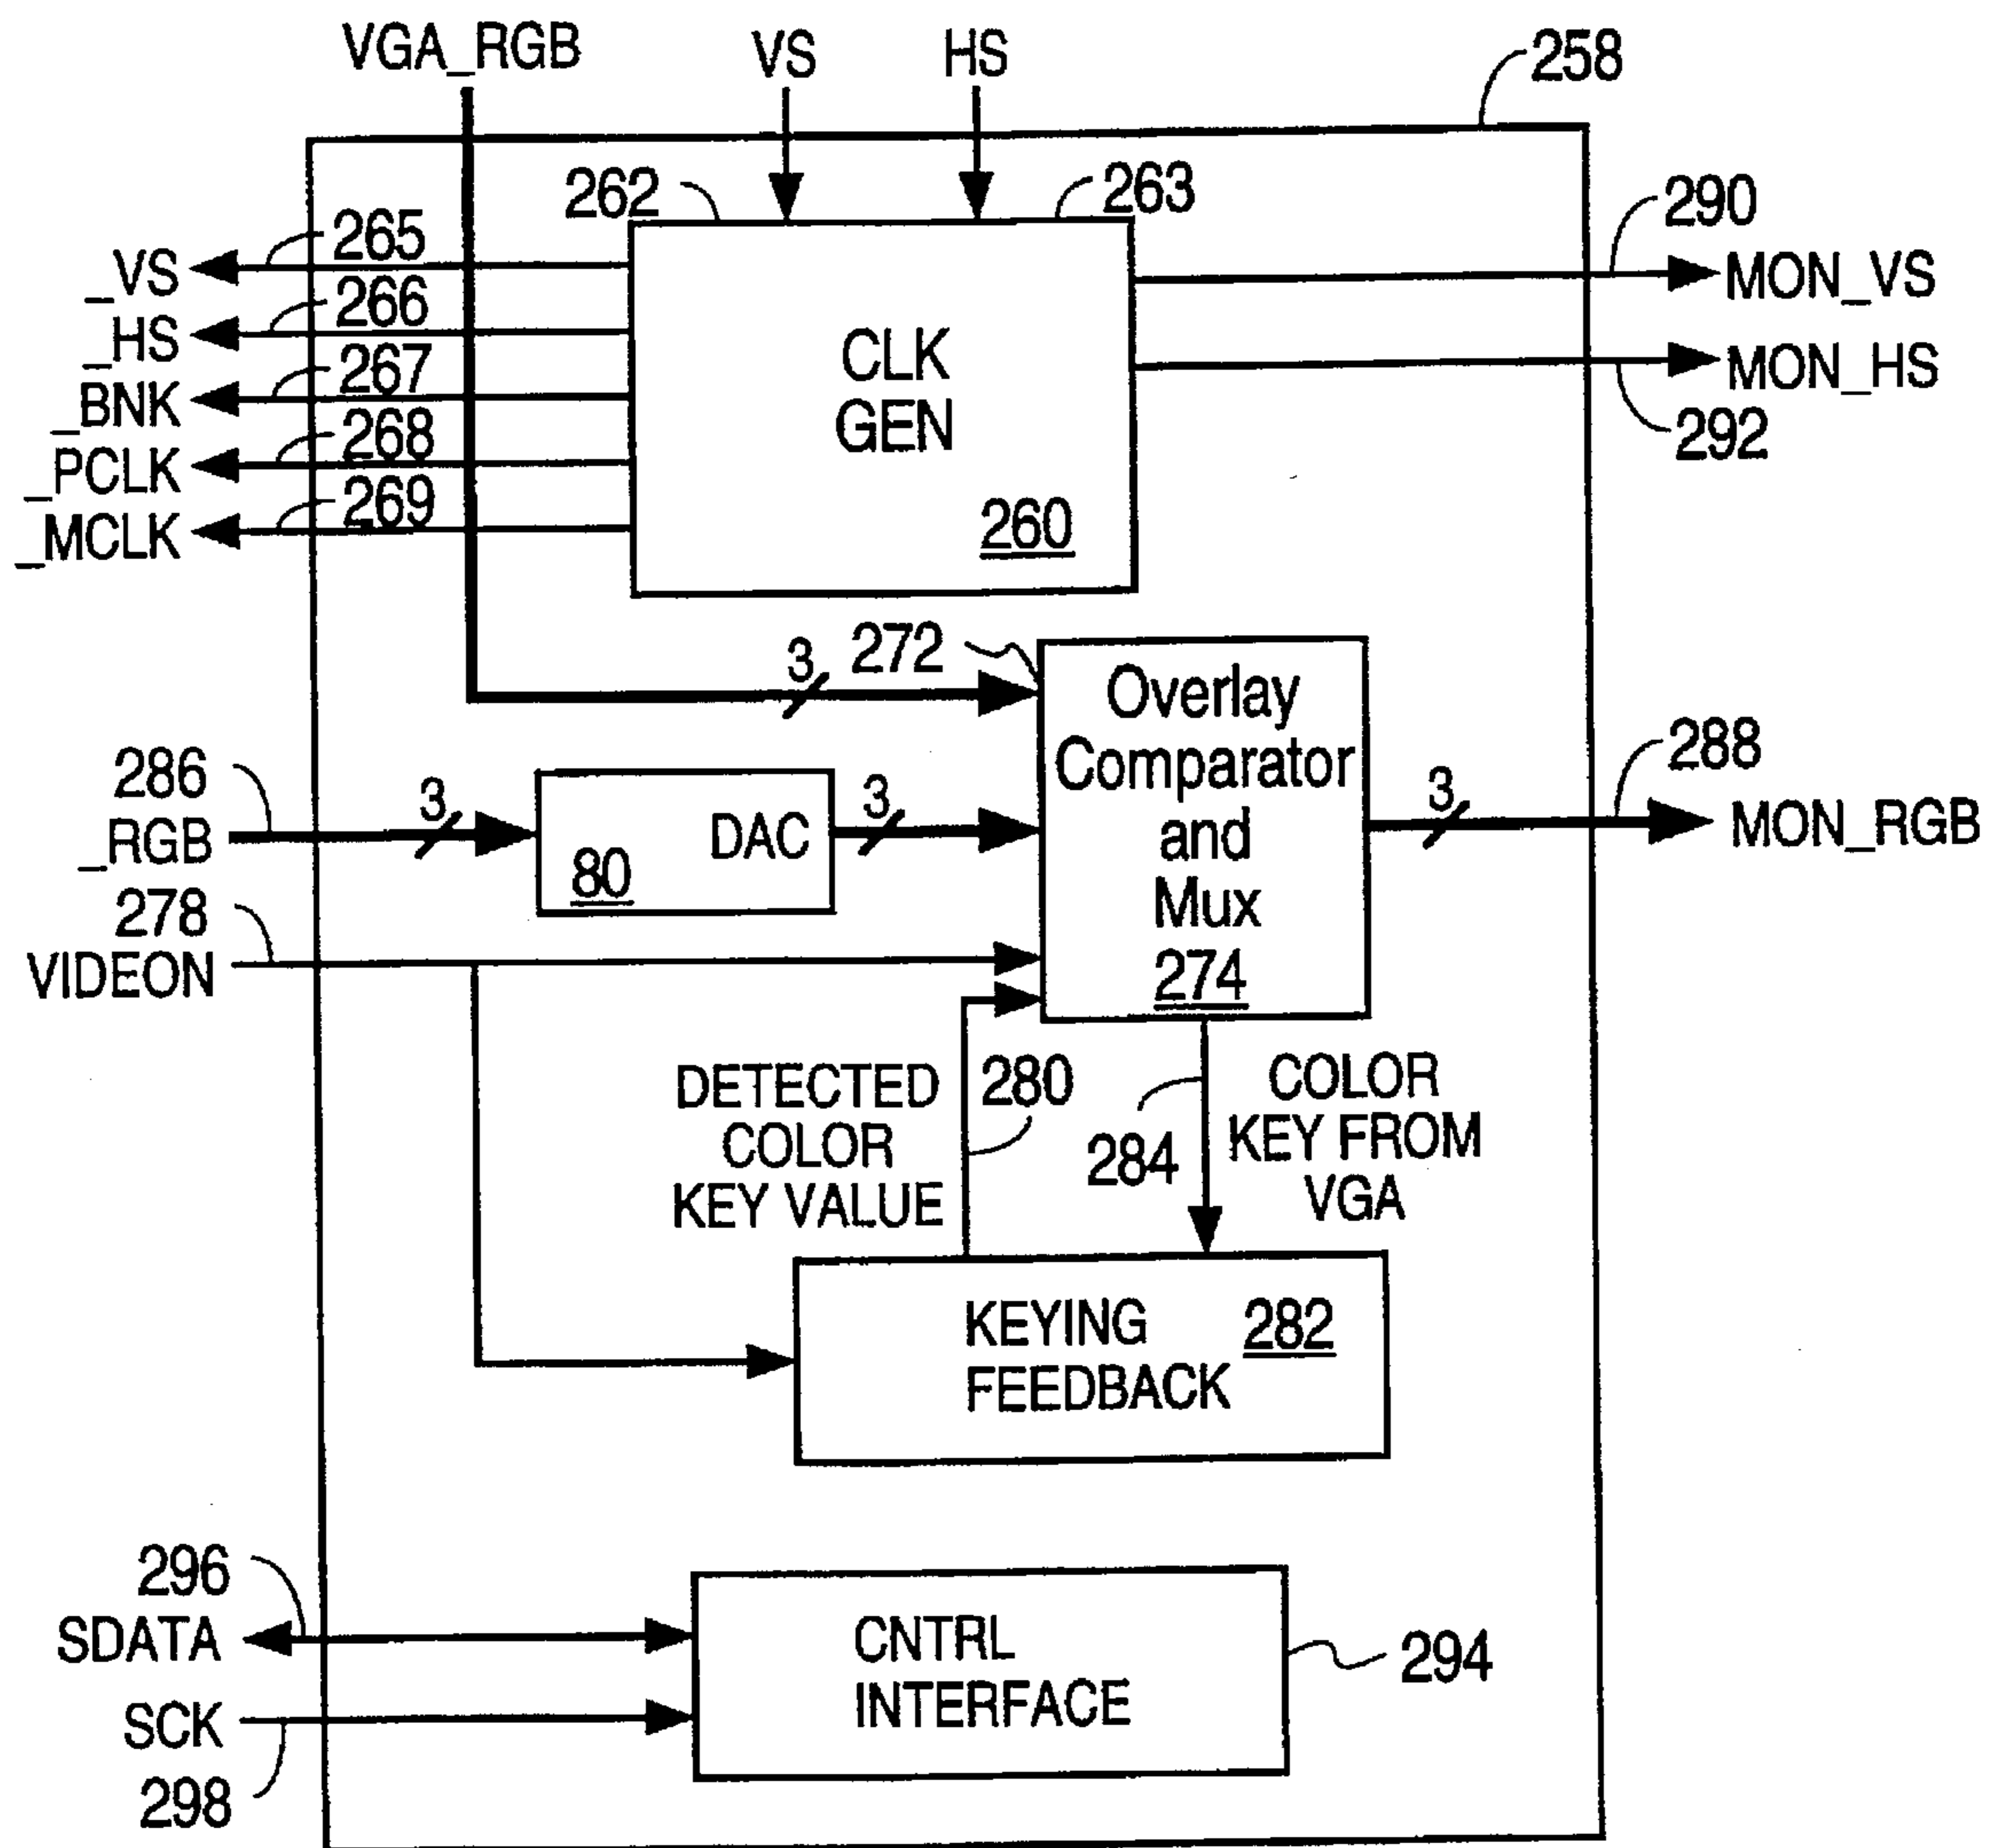 VGA_RGB
VS
HS
258
262
263
290
265
_VS
MON_VS
266
_HS
267
CLK
GEN
MON_HS
_BNK
268
292
_PCLK
269
260
_MCLK
3
272
Overlay
Comparator
and
Mux
274
286
_RGB
3
DAC
80
3
3
288
MON_RGB
278
VIDEON
DETECTED
COLOR
KEY VALUE
280
284
COLOR
KEY FROM
VGA
KEYING
FEEDBACK
282
296
SDATA
CNTRL
INTERFACE
294
SCK
298